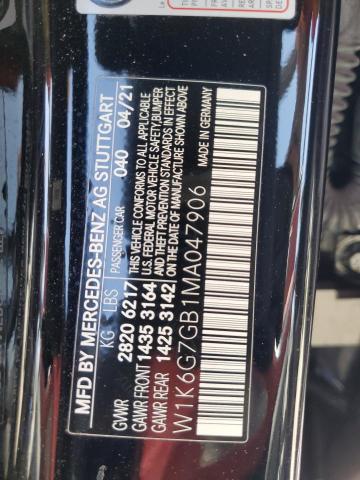 MFD BY MERCEDES-BENZ AG STUTTGART
KG LBS PASSENGER CAR 040 04/21
GVWR 2820 6217 THIS VEHICLE CONFORMS TO ALL APPLICABLE
GAWR FRONT 1435 3164 U.S. FEDERAL MOTOR VEHICLE SAFETY, BUMPER
GAWR REAR 1425 3142 AND THEFT PREVENTION STANDARDS IN EFFECT
ON THE DATE OF MANUFACTURE SHOWN ABOVE
MADE IN GERMANY
W1K6G7GB1MA047906